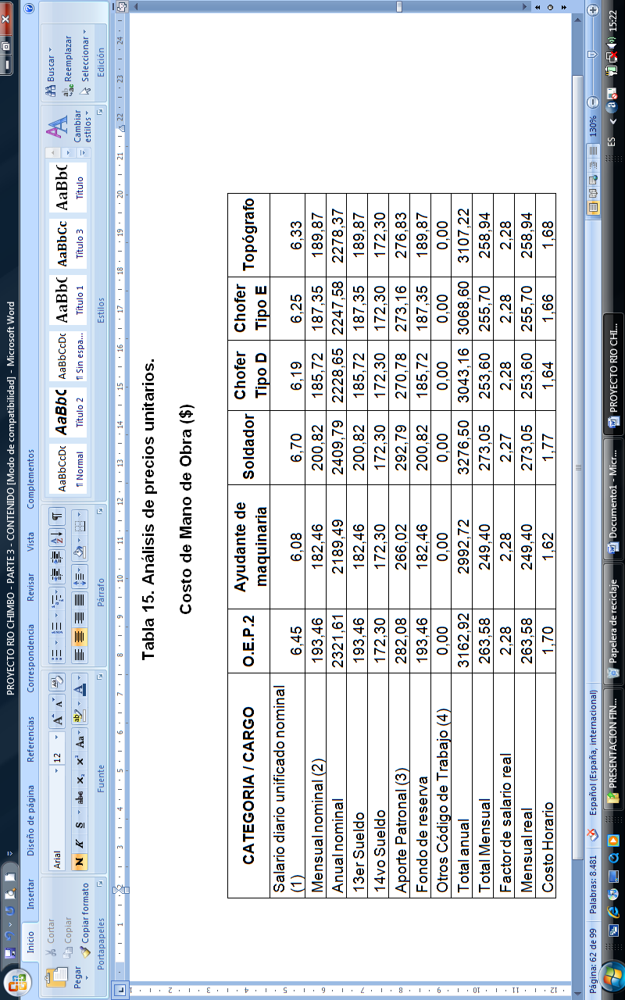 PROYECTO RIO CHIMBO - PARTE 3 - CONTENIDO [Modo de compatibilidad] - Microsoft Word
Inicio Insertar Diseño de página Referencias Correspondencia Revisar Vista Complementos
Pegar
Cortar
Copiar
Copiar formato
Portapapeles
Arial 12
N K S abc x₂ x² Aa
Fuente
Párrafo
AaBbCcDc AaBbC AaBbCcDc AaBbC AaBbCc AaBbC
¶ Normal Título 2 ¶ Sin espa... Título 1 Título 3 Título
Cambiar estilos
Estilos
Buscar
Reemplazar
Seleccionar
Edición
Tabla 15. Análisis de precios unitarios.
Costo de Mano de Obra ($)
CATEGORIA / CARGO O.E.P.2 Ayudante de maquinaria Soldador Chofer Tipo D Chofer Tipo E Topógrafo
Salario diario unificado nominal (1) 6,45 6,08 6,70 6,19 6,25 6,33
Mensual nominal (2) 193,46 182,46 200,82 185,72 187,35 189,87
Anual nominal 2321,61 2189,49 2409,79 2228,65 2247,58 2278,37
13er Sueldo 193,46 182,46 200,82 185,72 187,35 189,87
14vo Sueldo 172,30 172,30 172,30 172,30 172,30 172,30
Aporte Patronal (3) 282,08 266,02 292,79 270,78 273,16 276,83
Fondo de reserva 193,46 182,46 200,82 185,72 187,35 189,87
Otros Código de Trabajo (4) 0,00 0,00 0,00 0,00 0,00 0,00
Total anual 3162,92 2992,72 3276,50 3043,16 3068,60 3107,22
Total Mensual 263,58 249,40 273,05 253,60 255,70 258,94
Factor de salario real 2,28 2,28 2,27 2,28 2,28 2,28
Mensual real 263,58 249,40 273,05 253,60 255,70 258,94
Costo Horario 1,70 1,62 1,77 1,64 1,66 1,68
Página: 62 de 99 Palabras: 8.481 Español (España, internacional) 130%
PRESENTACION FIN... Papelera de reciclaje Documento1 - Micr... PROYECTO RIO CHI... ES 15:22